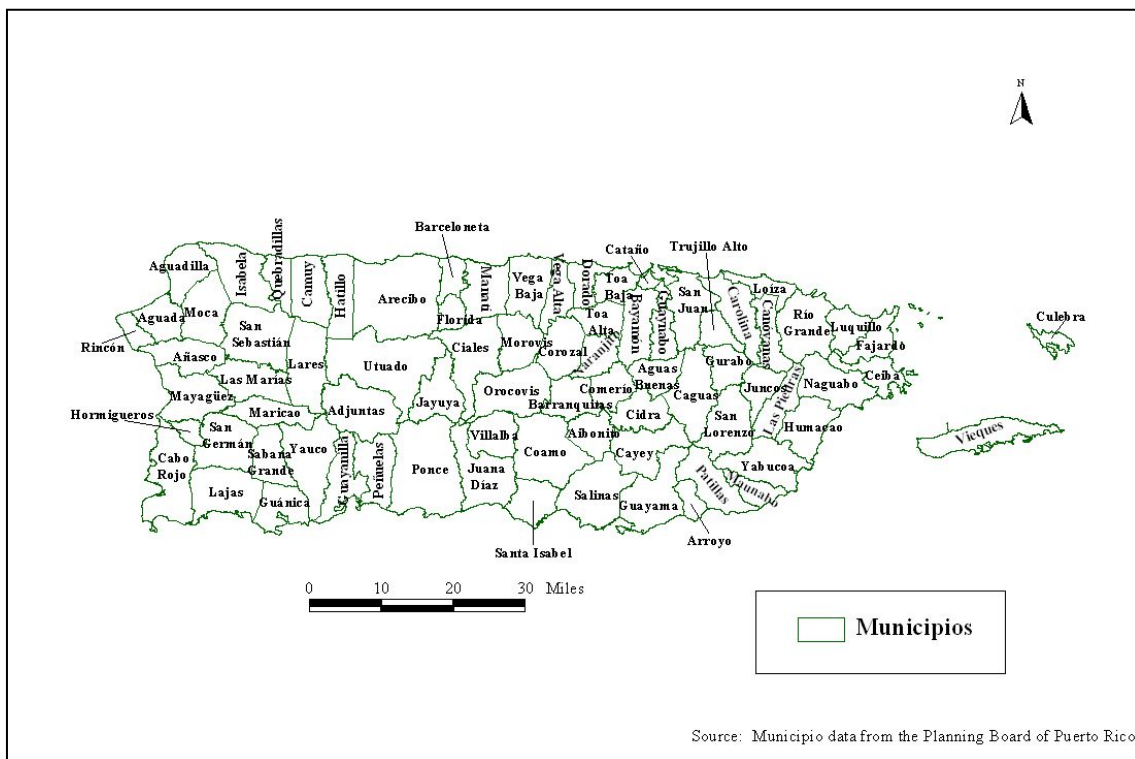 N
Barceloneta
Cataño
Trujillo Alto
Aguadilla
Isabela
Quebradillas
Camuy
Hatillo
Arecibo
Florida
Manatí
Vega
Baja
Vega Alta
Dorado
Toa
Baja
Toa
Alta
Naranjito
Bayamón
Guaynabo
San
Juan
Carolina
Loiza
Canovanas
Río
Grande
Luquillo
Fajardo
Ceiba
Culebra
Aguada
Moca
Rincón
San
Sebastián
Añasco
Lares
Utuado
Ciales
Morovis
Corozal
Aguas
Buenas
Gurabo
Caguas
Juncos
Las Piedras
Naguabo
Humacao
Vieques
Las Marías
Mayagüez
Maricao
Adjuntas
Jayuya
Orocovis
Barranquitas
Comerío
Cidra
San
Lorenzo
Hormigueros
San
Germán
Sabana
Grande
Yauco
Guayanilla
Peñuelas
Ponce
Villalba
Juana
Díaz
Coamo
Aibonito
Cayey
Yabucoa
Maunabo
Patillas
Cabo
Rojo
Lajas
Guánica
Salinas
Guayama
Arroyo
Santa Isabel
0 10 20 30 Miles
Municipios
Source: Municipio data from the Planning Board of Puerto Rico